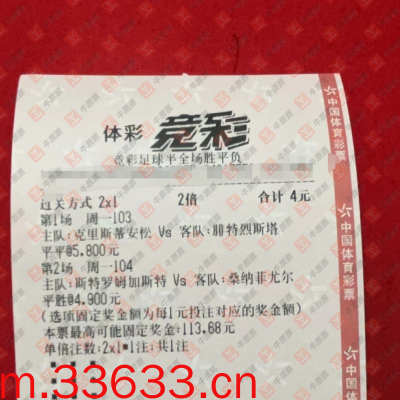 体彩 竞彩
竞彩足球半全场胜平负
过关方式 2x1 2倍 合计 4元
第1场 周一103
主队:克里斯蒂安松 Vs 客队:腓特烈斯塔
平平@5.800元
第2场 周一104
主队:斯特罗姆加斯特 Vs 客队:桑纳菲尤尔
平胜@4.900元
(选项固定奖金额为每1元投注对应的奖金额)
本票最高可能固定奖金:113.68元
单倍注数:2x1*1注;共1注
中国体育彩票
中国体育彩票
中国体育彩票
m.33633.cn